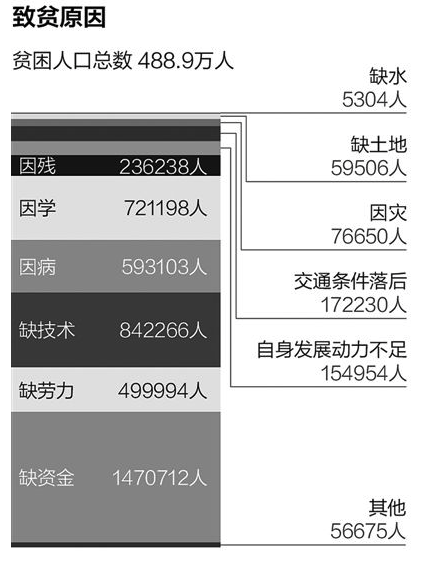 致贫原因
贫困人口总数 488.9万人
缺水
5304人
缺土地
59506人
因灾
76650人
交通条件落后
172230人
自身发展动力不足
154954人
因残 236238人
因学 721198人
因病 593103人
缺技术 842266人
缺劳力 499994人
缺资金 1470712人
其他
56675人